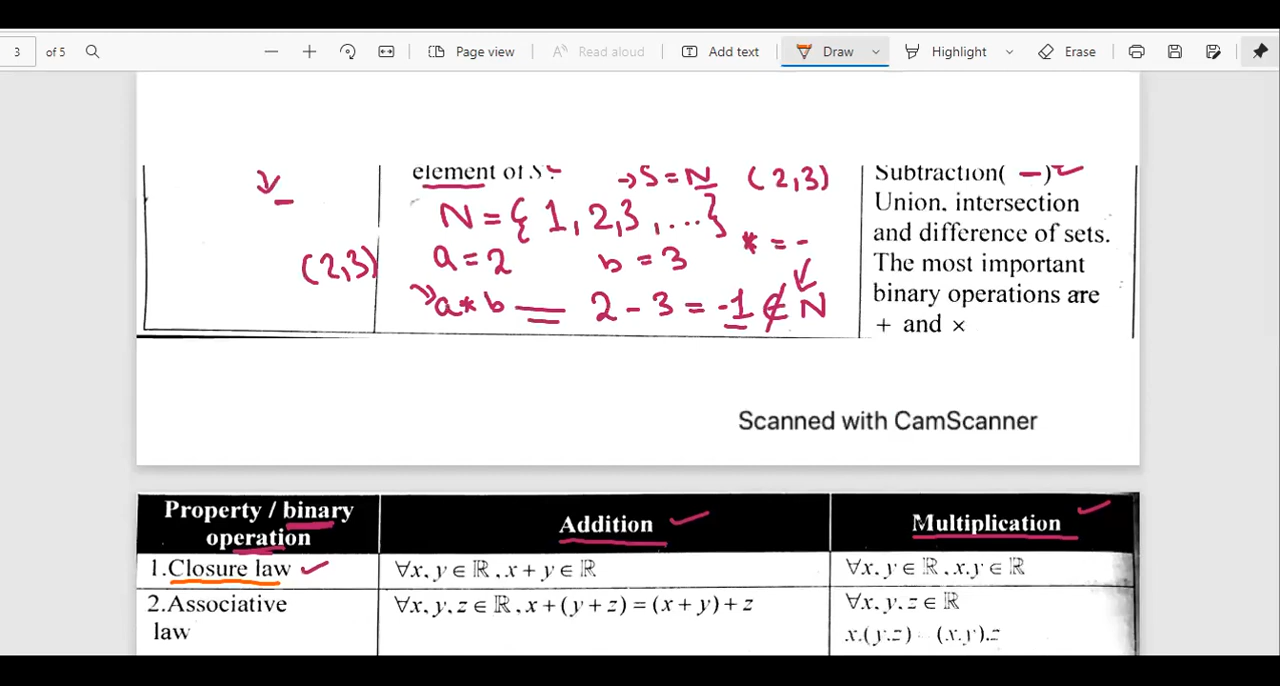 3 of 5 Page view Read aloud Add text Draw Highlight Erase
element of S
→ S = N (2,3)
N = { 1, 2, 3, ... }
* = -
(2,3)
a = 2 b = 3
a * b = 2 - 3 = -1 ∉ N
Subtraction( − )
Union, intersection
and difference of sets.
The most important
binary operations are
+ and ×
Scanned with CamScanner
Property / binary operation
Addition
Multiplication
1.Closure law
∀x, y ∈ ℝ, x + y ∈ ℝ
∀x, y ∈ ℝ, x.y ∈ ℝ
2.Associative
law
∀x, y, z ∈ ℝ, x + (y + z) = (x + y) + z
∀x, y, z ∈ ℝ
x.(y.z) = (x.y).z